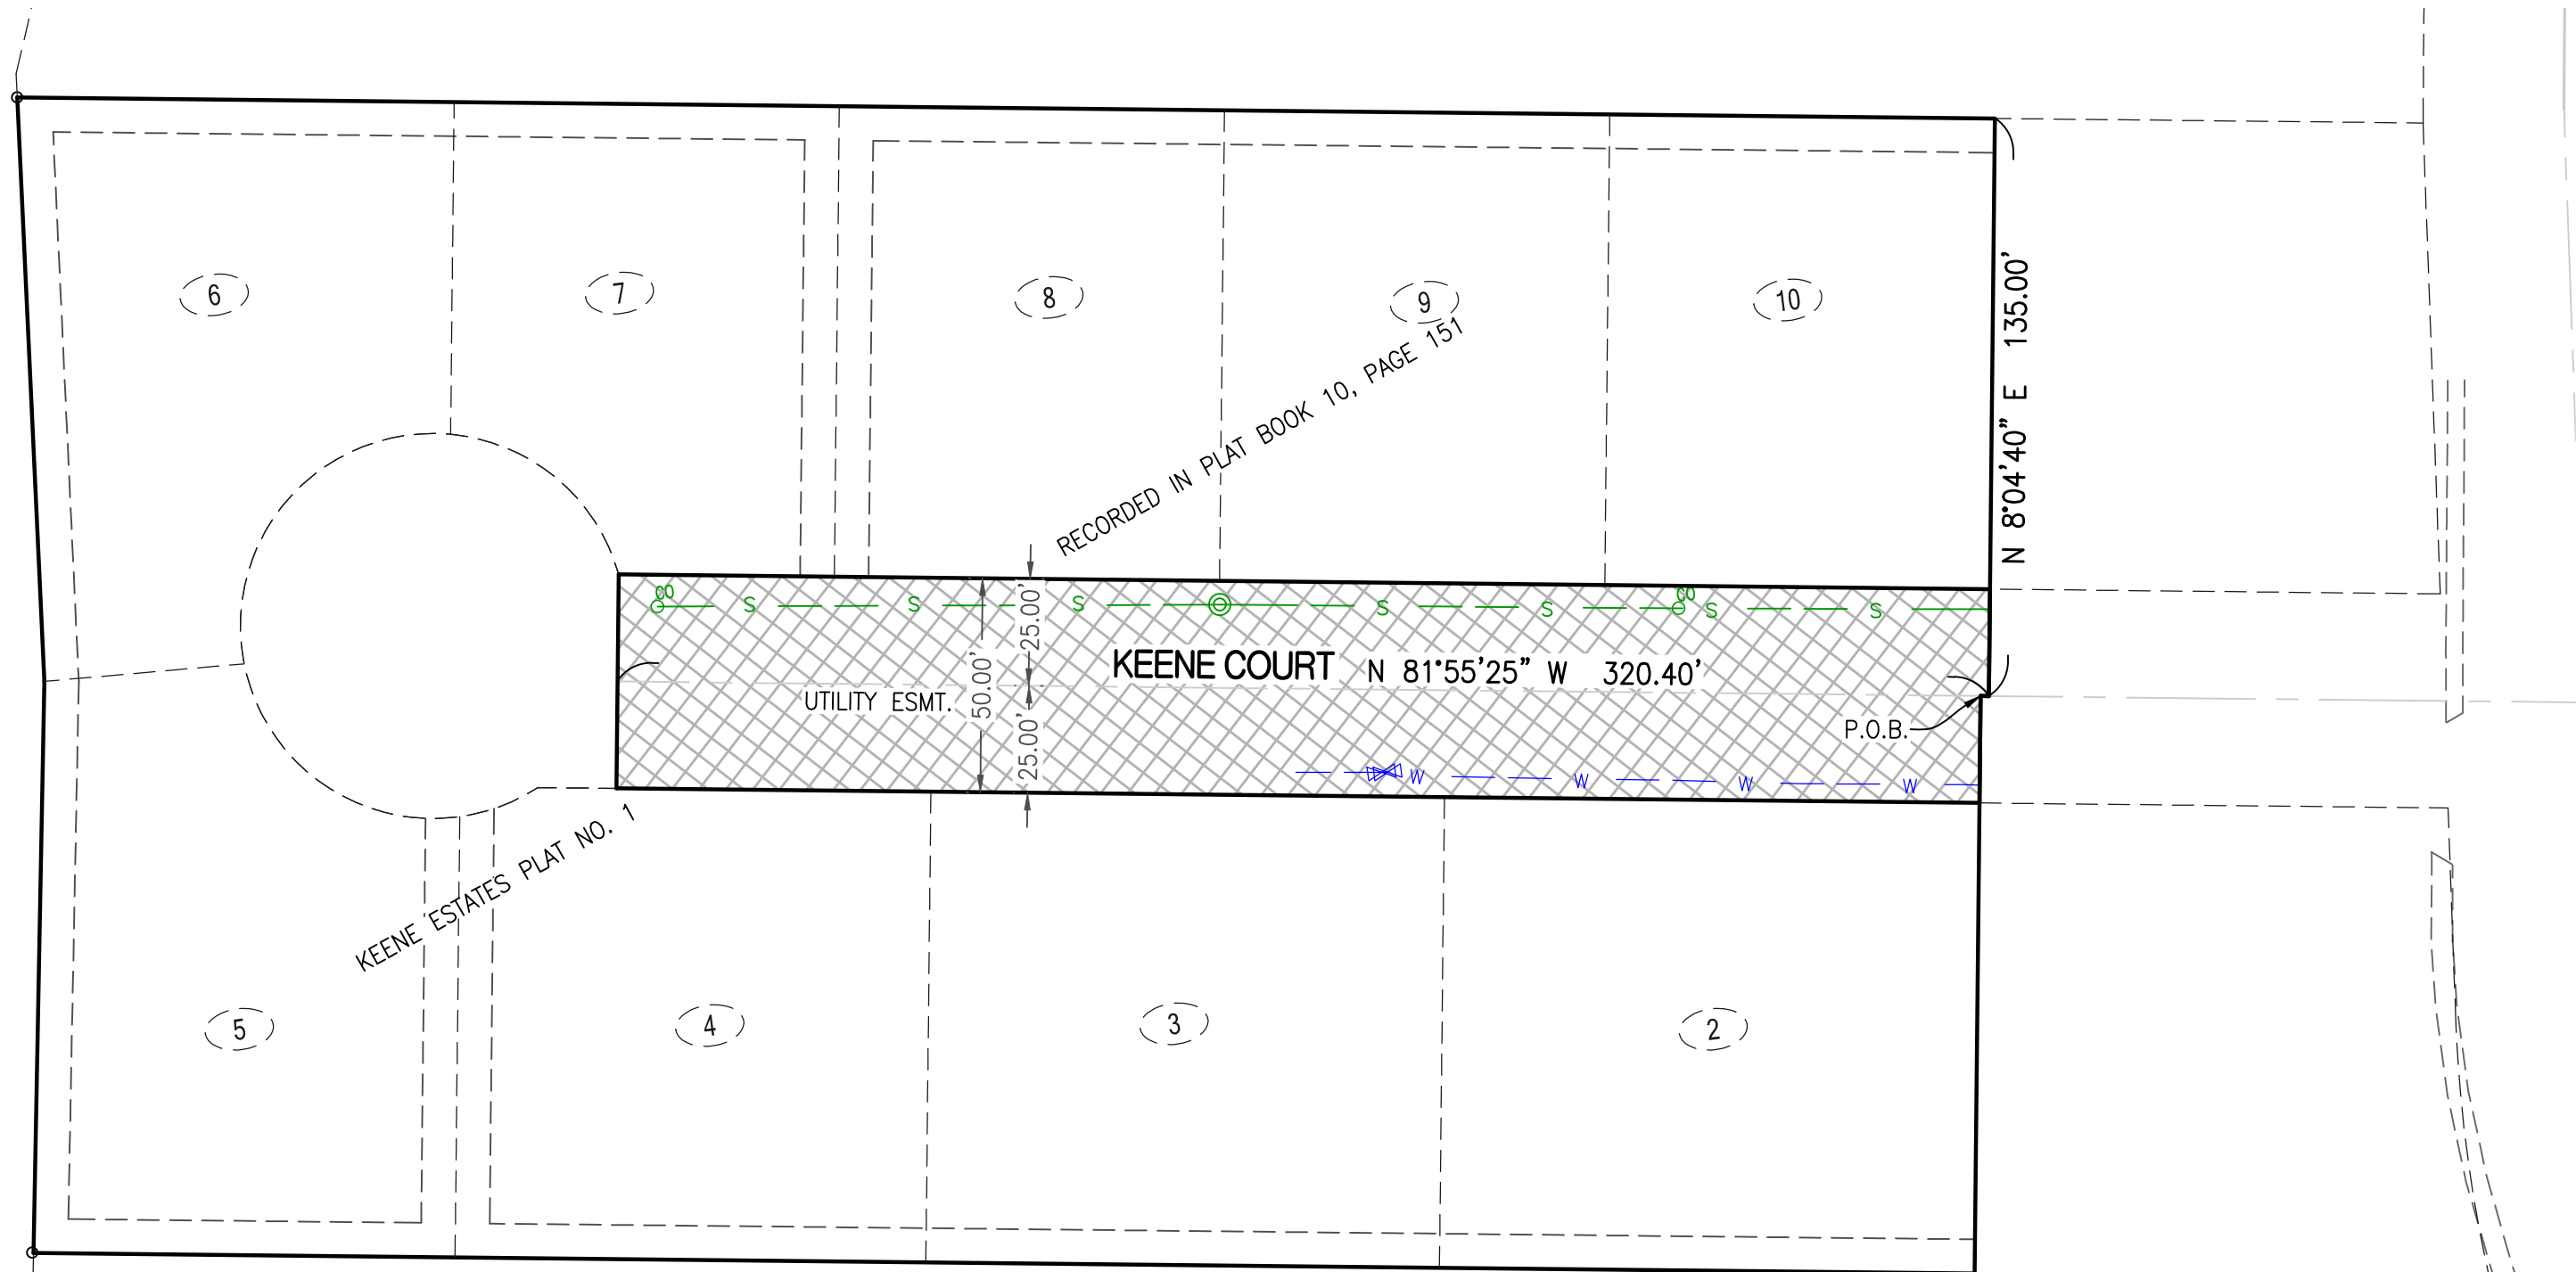 6
7
8
9
10
RECORDED IN PLAT BOOK 10, PAGE 151
N 8°04'40" E 135.00'
CO
S
S
S
S
S
CO
S
S
25.00'
50.00'
25.00'
KEENE COURT N 81°55'25" W 320.40'
UTILITY ESMT.
P.O.B.
W
W
W
W
KEENE ESTATES PLAT NO. 1
5
4
3
2